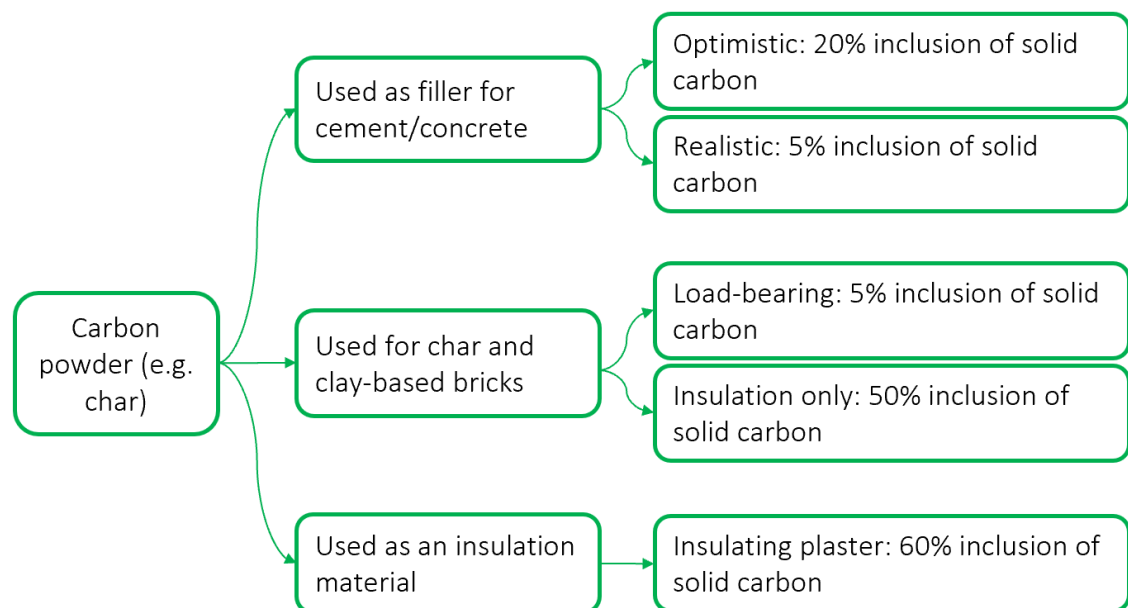 Optimistic: 20% inclusion of solid
carbon
Used as filler for
cement/concrete
Realistic: 5% inclusion of solid
carbon
Load-bearing: 5% inclusion of solid
carbon
Carbon
powder (e.g.
char)
Used for char and
clay-based bricks
Insulation only: 50% inclusion of
solid carbon
Used as an insulation
material
Insulating plaster: 60% inclusion of
solid carbon